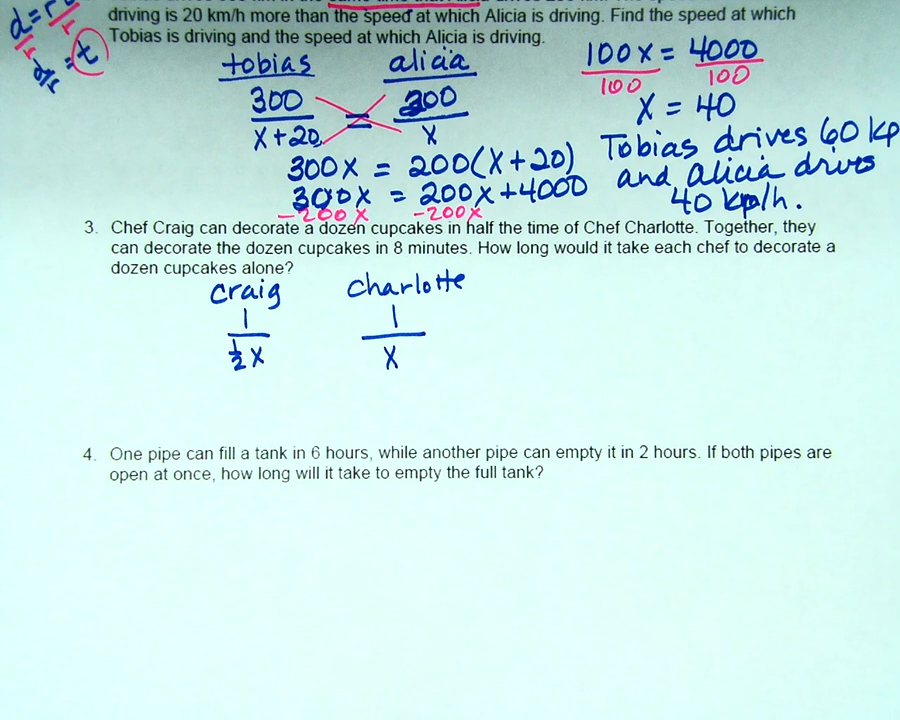 driving is 20 km/h more than the speed at which Alicia is driving. Find the speed at which
Tobias is driving and the speed at which Alicia is driving.
d=r
r r
d/r = t
tobias alicia
300/x+20 = 200/x
300x = 200(x+20)
300x = 200x+4000
-200x -200x
100x = 4000
100 100
x = 40
Tobias drives 60 kp
and alicia drives
40 kp/h.
3. Chef Craig can decorate a dozen cupcakes in half the time of Chef Charlotte. Together, they
can decorate the dozen cupcakes in 8 minutes. How long would it take each chef to decorate a
dozen cupcakes alone?
Craig Charlotte
1 1
½x x
4. One pipe can fill a tank in 6 hours, while another pipe can empty it in 2 hours. If both pipes are
open at once, how long will it take to empty the full tank?